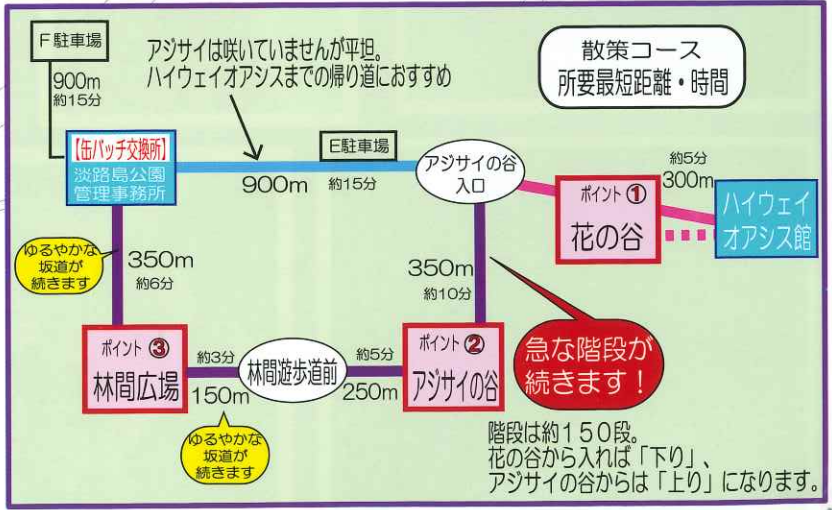 F駐車場
900m
約15分
アジサイは咲いていませんが平坦。
ハイウェイオアシスまでの帰り道におすすめ
散策コース
所要最短距離・時間
【缶バッチ交換所】
淡路島公園
管理事務所
E駐車場
900m
約15分
アジサイの谷
入口
約5分
300m
ポイント①
花の谷
ハイウェイ
オアシス館
ゆるやかな
坂道が
続きます
350m
約6分
350m
約10分
ポイント③
林間広場
約3分
150m
林間遊歩道前
約5分
250m
ポイント②
アジサイの谷
急な階段が
続きます!
ゆるやかな
坂道が
続きます
階段は約150段。
花の谷から入れば「下り」、
アジサイの谷からは「上り」になります。